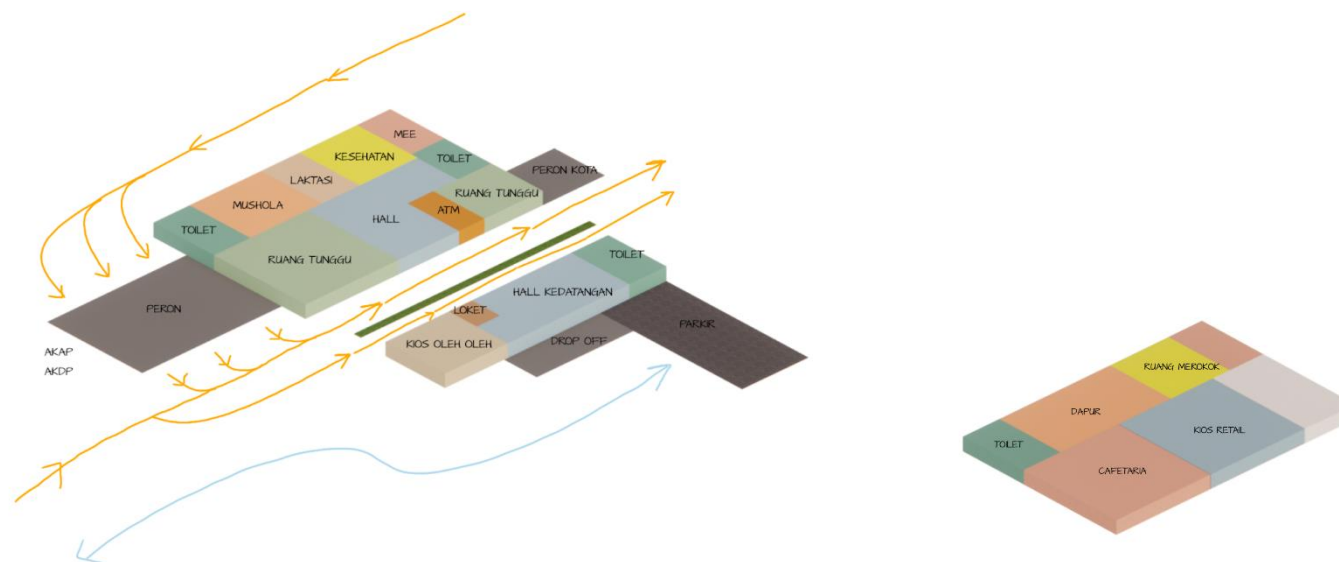 MEE
KESEHATAN
TOILET
LAKTASI
PERON KOTA
MUSHOLA
RUANG TUNGGU
ATM
HALL
TOILET
RUANG TUNGGU
PERON
AKAP
AKDP
TOILET
HALL KEDATANGAN
LOKET
KIOS OLEH OLEH
DROP OFF
PARKIR
RUANG MEROKOK
DAPUR
KIOS RETAIL
TOILET
CAFETARIA